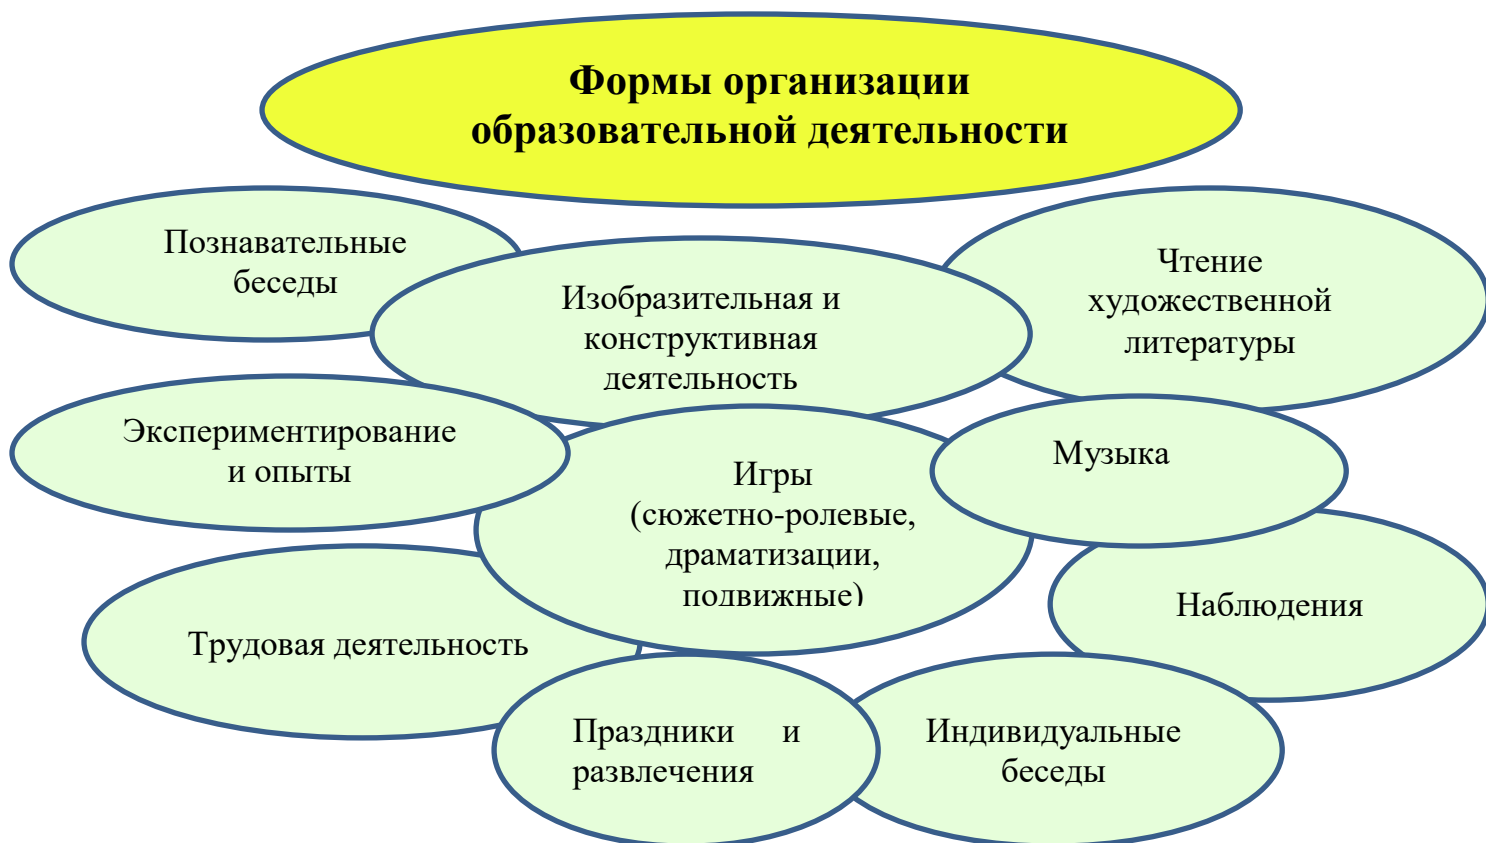 Формы организации
образовательной деятельности
Познавательные
беседы
Изобразительная и
конструктивная
деятельность
Чтение
художественной
литературы
Экспериментирование
и опыты
Игры
(сюжетно-ролевые,
драматизации,
подвижные)
Музыка
Наблюдения
Трудовая деятельность
Праздники и
развлечения
Индивидуальные
беседы